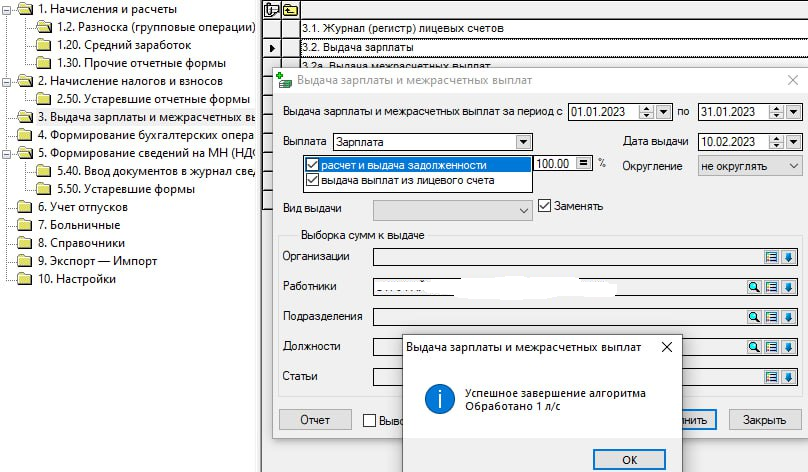 1. Начисления и расчеты
1.2. Разноска (групповые операции)
1.20. Средний заработок
1.30. Прочие отчетные формы
2. Начисление налогов и взносов
2.50. Устаревшие отчетные формы
3. Выдача зарплаты и межрасчетных вы
4. Формирование бухгалтерских опера
5. Формирование сведений на МН (НДС
5.40. Ввод документов в журнал свед
5.50. Устаревшие формы
6. Учет отпусков
7. Больничные
8. Справочники
9. Экспорт — Импорт
10. Настройки
3.1. Журнал (регистр) лицевых счетов
3.2. Выдача зарплаты
3.2а. Выдача межрасчетных выплат
Выдача зарплаты и межрасчетных выплат
Выдача зарплаты и межрасчетных выплат за период с 01.01.2023 по 31.01.2023
Выплата Зарплата Дата выдачи 10.02.2023
расчет и выдача задолженности 100.00 % Округление не округлять
выдача выплат из лицевого счета
Вид выдачи Заменять
Выборка сумм к выдаче
Организации
Работники
Подразделения
Должности
Статьи
Отчет Выво нить Закрыть
Выдача зарплаты и межрасчетных выплат
Успешное завершение алгоритма
Обработано 1 л/с
ОК